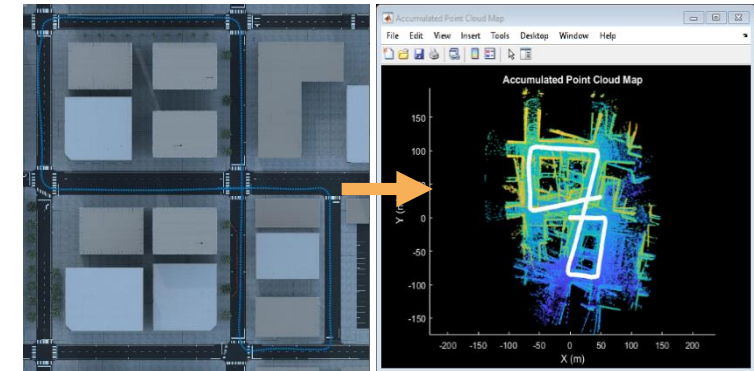 Accumulated Point Cloud Map
File Edit View Insert Tools Desktop Window Help
Accumulated Point Cloud Map
150
100
50
0
-50
-100
-150
-200 -150 -100 -50 0 50 100 150 200
X (m)